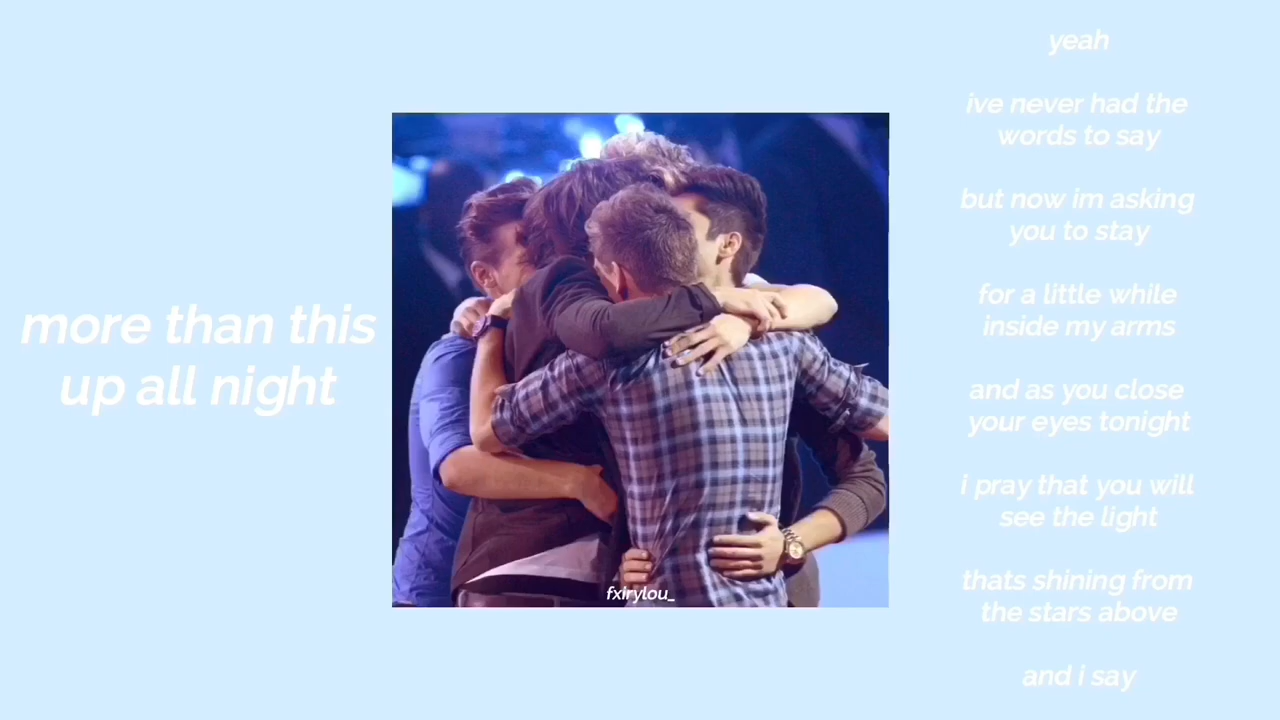 more than this
up all night
fxirylou_
yeah
ive never had the
words to say
but now im asking
you to stay
for a little while
inside my arms
and as you close
your eyes tonight
i pray that you will
see the light
thats shining from
the stars above
and i say